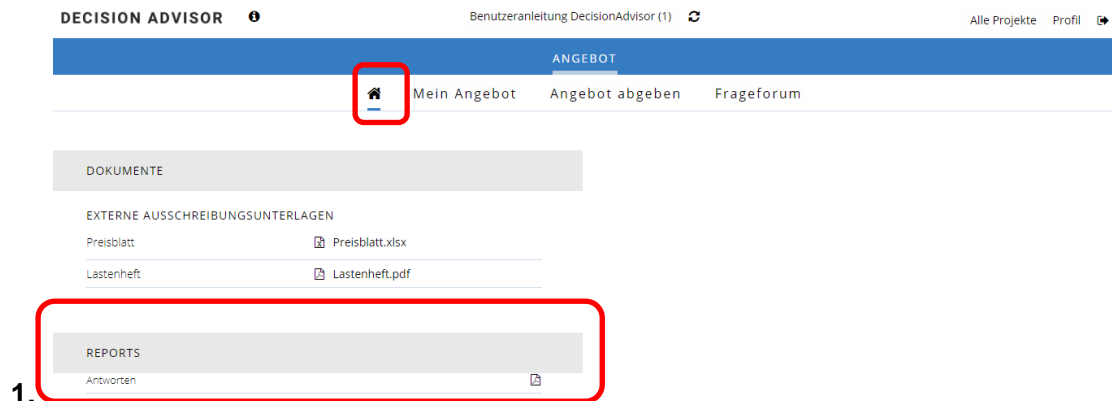 DECISION ADVISOR Benutzeranleitung DecisionAdvisor (1) Alle Projekte Profil
ANGEBOT
Mein Angebot Angebot abgeben Frageforum
DOKUMENTE
EXTERNE AUSSCHREIBUNGSUNTERLAGEN
Preisblatt Preisblatt.xlsx
Lastenheft Lastenheft.pdf
REPORTS
Antworten
1.